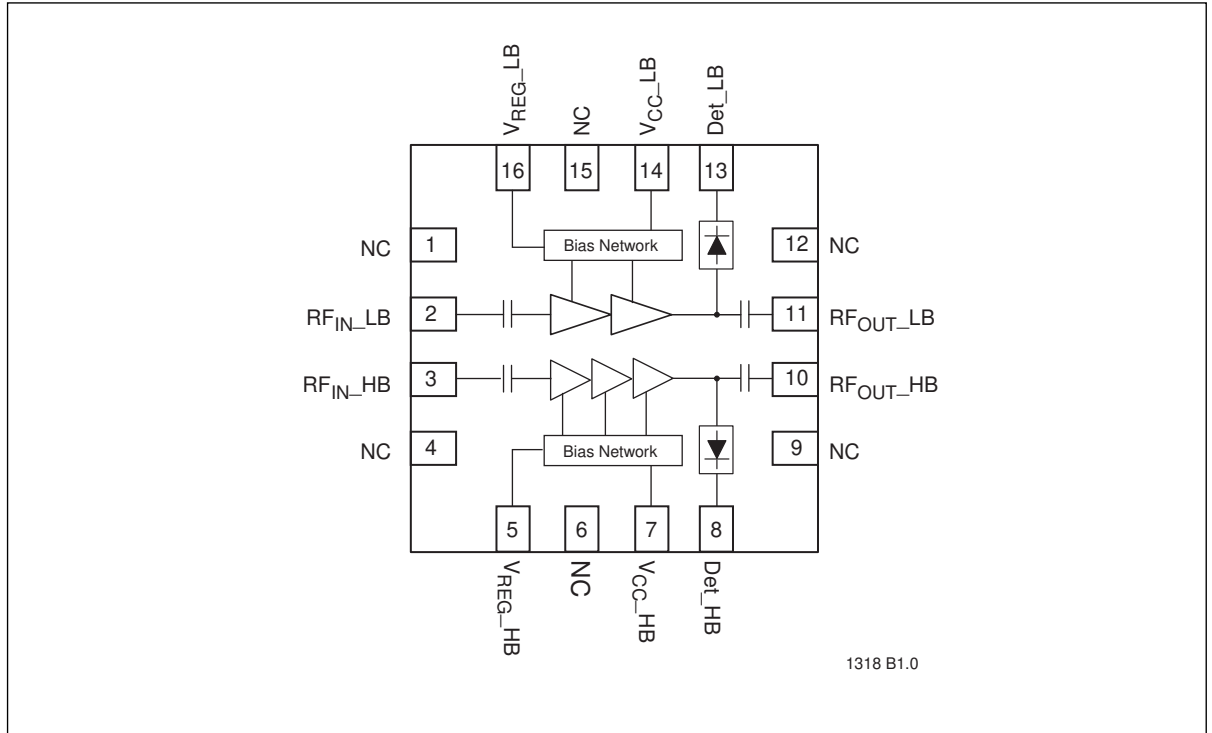 VREG_LB
NC
VCC_LB
Det_LB
16
15
14
13
NC
1
Bias Network
12
NC
RFIN_LB
2
11
RFOUT_LB
RFIN_HB
3
10
RFOUT_HB
NC
4
Bias Network
9
NC
5
6
7
8
VREG_HB
NC
VCC_HB
Det_HB
1318 B1.0